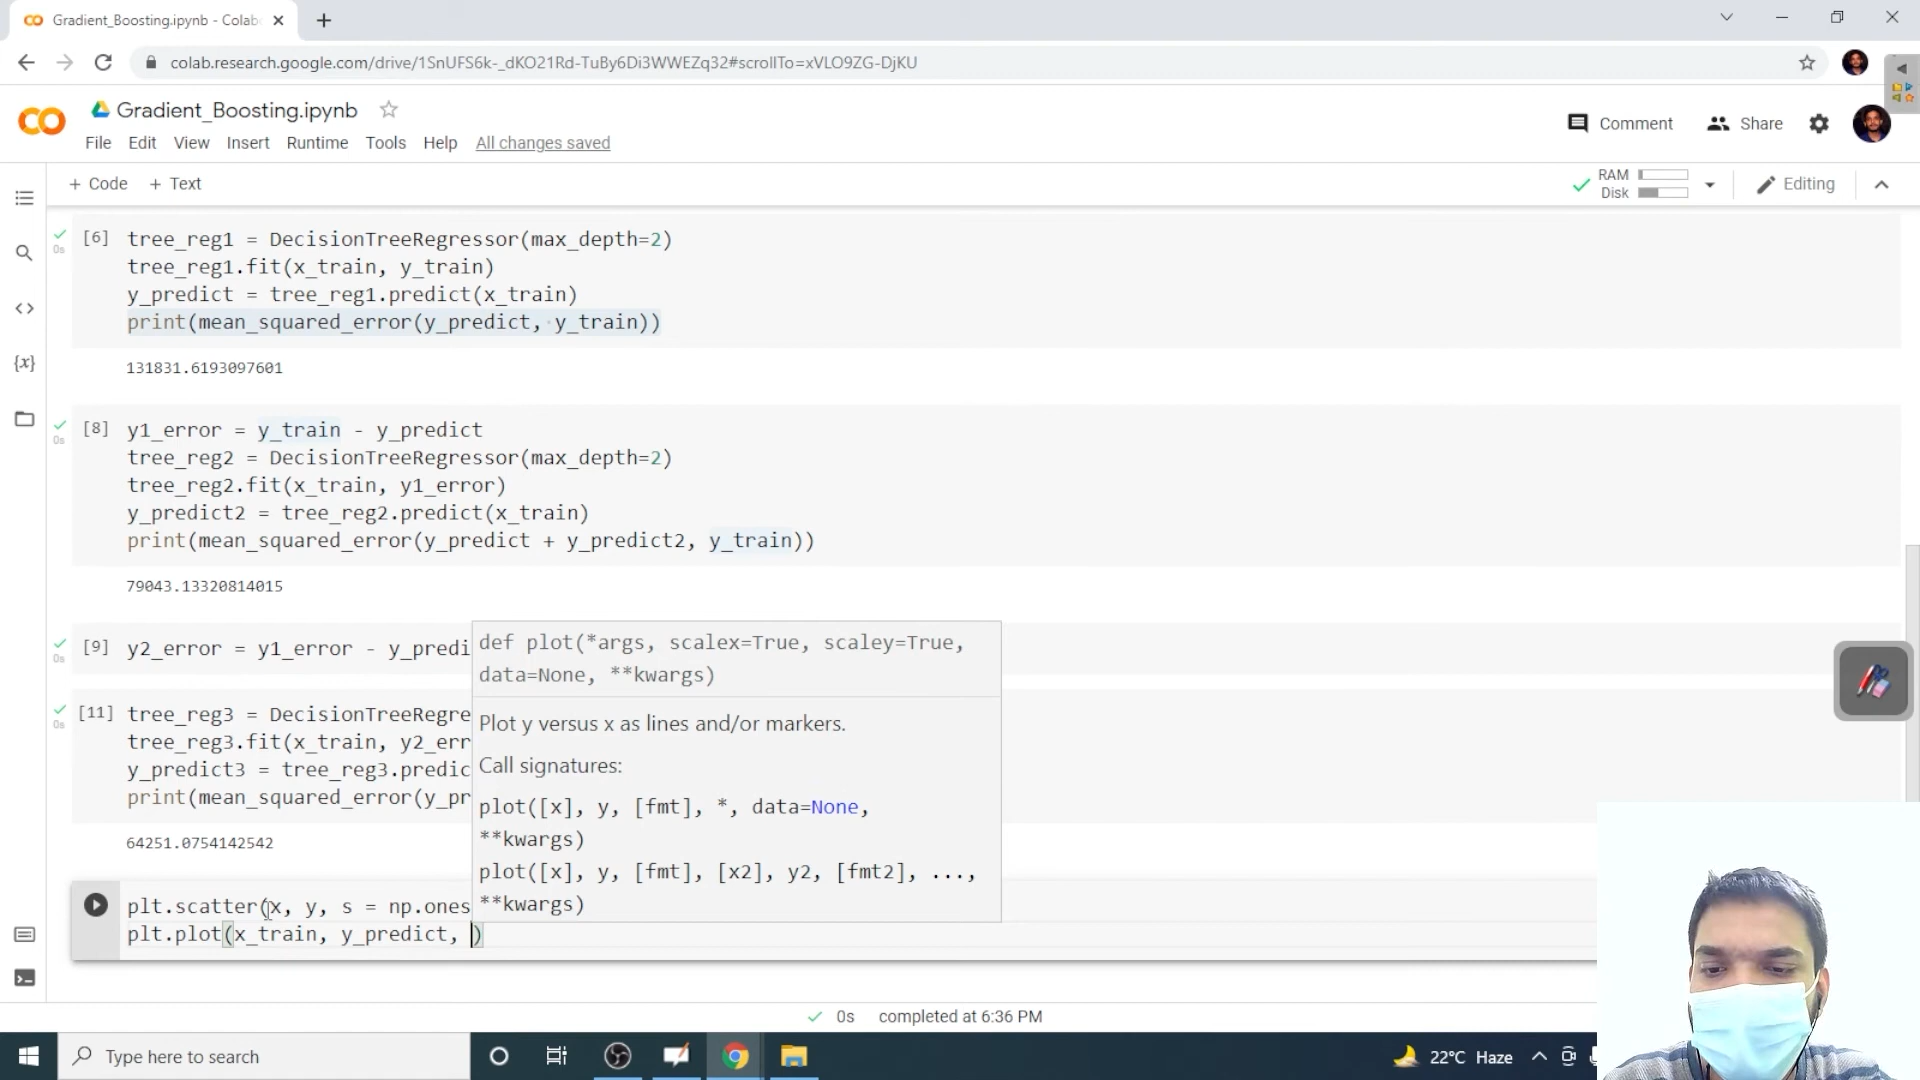 Gradient_Boosting.ipynb - Colab
colab.research.google.com/drive/1SnUFS6k-_dKO21Rd-TuBy6Di3WWEZq32#scrollTo=xVLO9ZG-DjKU
Gradient_Boosting.ipynb
Comment Share
File Edit View Insert Runtime Tools Help All changes saved
+ Code + Text
RAM
Disk
Editing
[6] tree_reg1 = DecisionTreeRegressor(max_depth=2)
0s
tree_reg1.fit(x_train, y_train)
y_predict = tree_reg1.predict(x_train)
print(mean_squared_error(y_predict, y_train))
131831.6193097601
[8] y1_error = y_train - y_predict
0s
tree_reg2 = DecisionTreeRegressor(max_depth=2)
tree_reg2.fit(x_train, y1_error)
y_predict2 = tree_reg2.predict(x_train)
print(mean_squared_error(y_predict + y_predict2, y_train))
79043.13320814015
[9] y2_error = y1_error - y_predi
0s
[11] tree_reg3 = DecisionTreeRegre
0s
tree_reg3.fit(x_train, y2_err
y_predict3 = tree_reg3.predic
print(mean_squared_error(y_pr
64251.0754142542
def plot(*args, scalex=True, scaley=True,
data=None, **kwargs)
Plot y versus x as lines and/or markers.
Call signatures:
plot([x], y, [fmt], *, data=None,
**kwargs)
plot([x], y, [fmt], [x2], y2, [fmt2], ...,
**kwargs)
plt.scatter(x, y, s = np.ones
plt.plot(x_train, y_predict, )
0s completed at 6:36 PM
Type here to search
22°C Haze